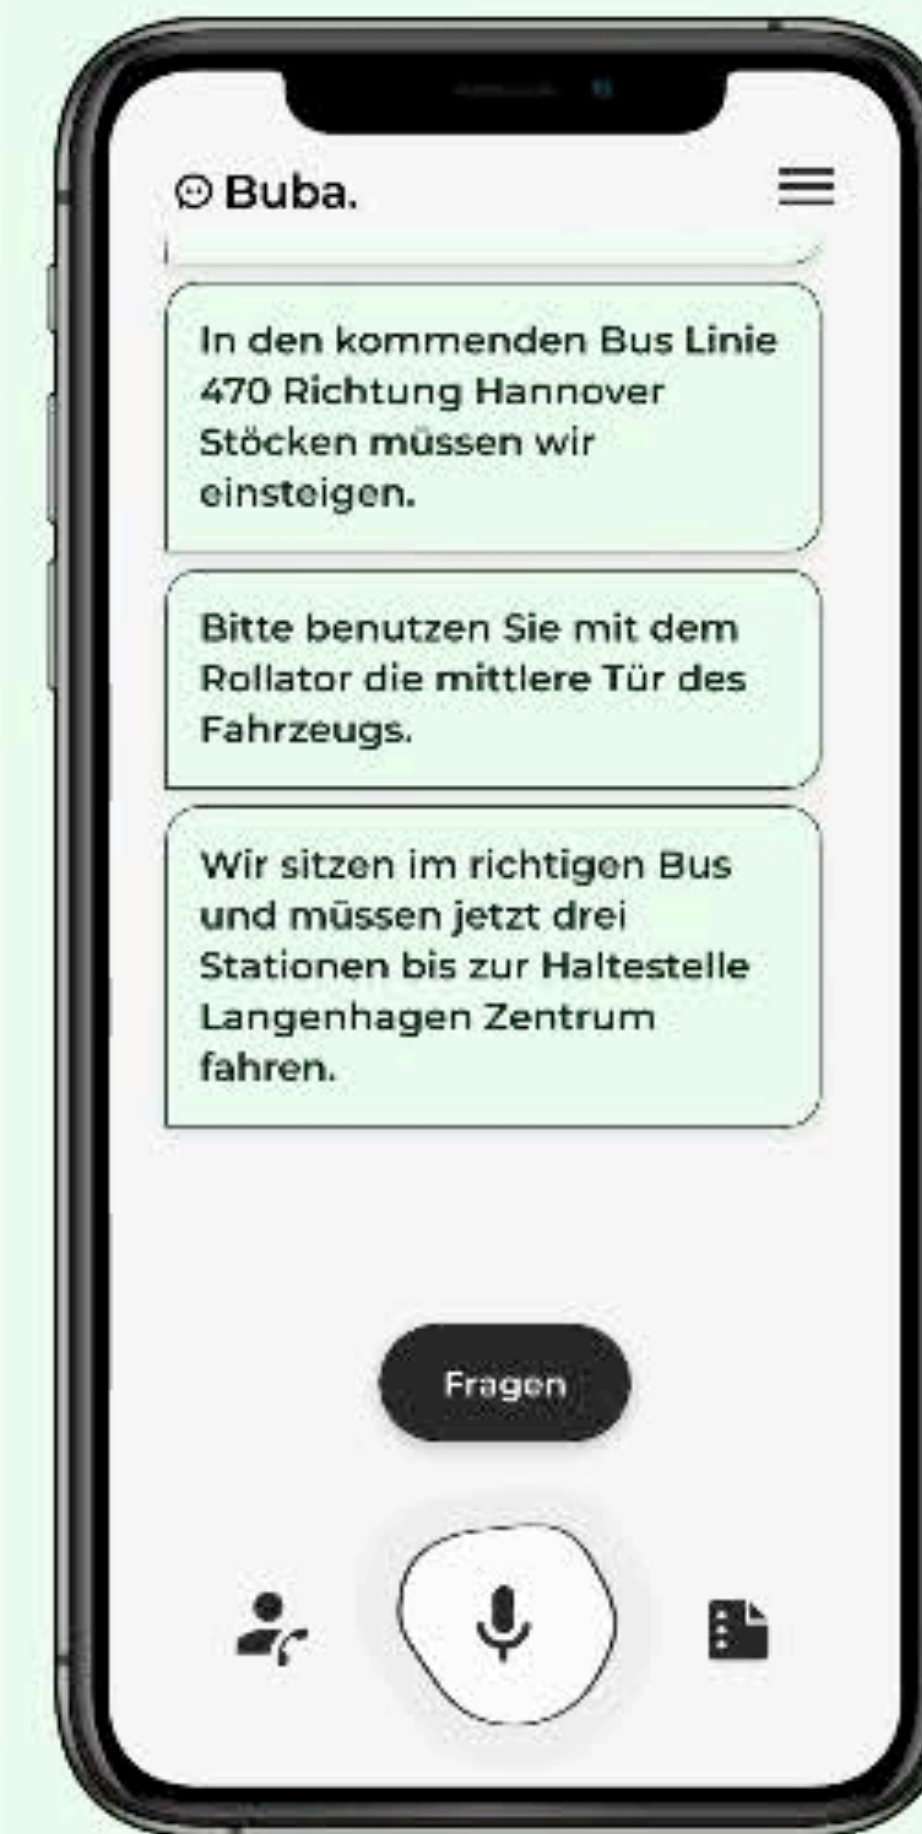 Buba.
In den kommenden Bus Linie
470 Richtung Hannover
Stöcken müssen wir
einsteigen.
Bitte benutzen Sie mit dem
Rollator die mittlere Tür des
Fahrzeugs.
Wir sitzen im richtigen Bus
und müssen jetzt drei
Stationen bis zur Haltestelle
Langenhagen Zentrum
fahren.
Fragen